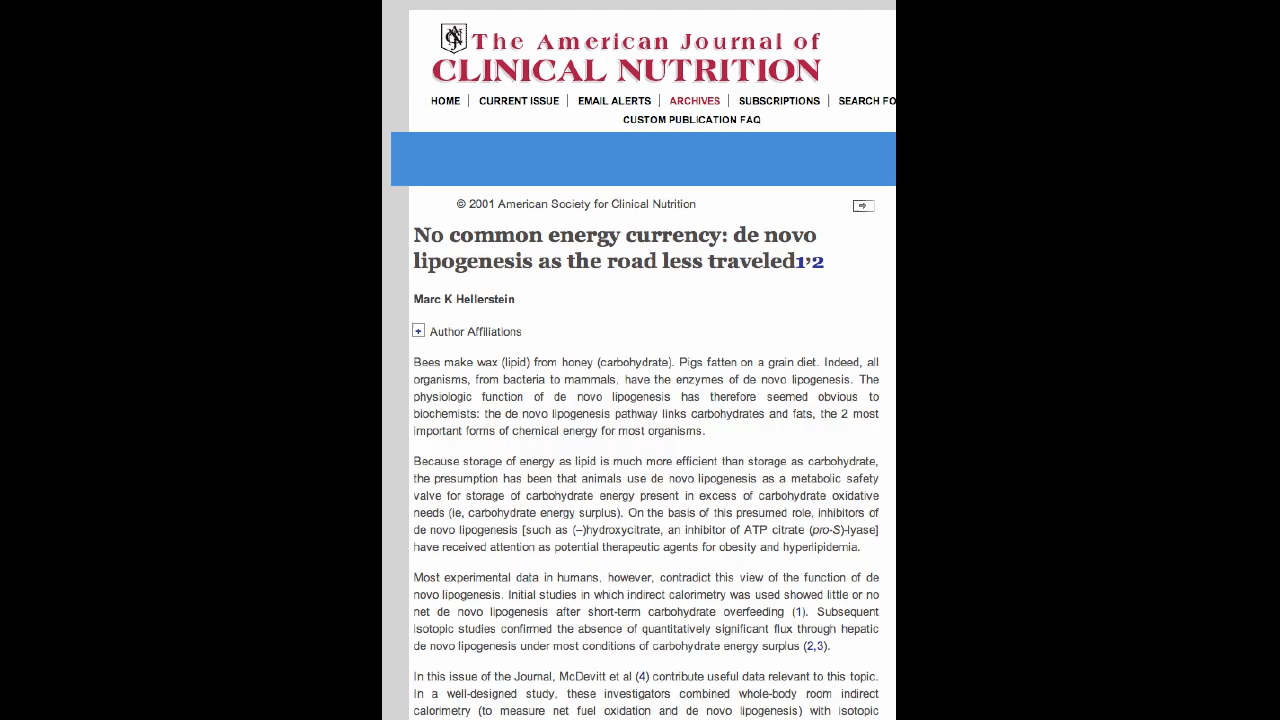 The American Journal of
CLINICAL NUTRITION
HOME | CURRENT ISSUE | EMAIL ALERTS | ARCHIVES | SUBSCRIPTIONS | SEARCH FO
CUSTOM PUBLICATION FAQ
© 2001 American Society for Clinical Nutrition
No common energy currency: de novo
lipogenesis as the road less traveled1,2
Marc K Hellerstein
+ Author Affiliations
Bees make wax (lipid) from honey (carbohydrate). Pigs fatten on a grain diet. Indeed, all
organisms, from bacteria to mammals, have the enzymes of de novo lipogenesis. The
physiologic function of de novo lipogenesis has therefore seemed obvious to
biochemists: the de novo lipogenesis pathway links carbohydrates and fats, the 2 most
important forms of chemical energy for most organisms.
Because storage of energy as lipid is much more efficient than storage as carbohydrate,
the presumption has been that animals use de novo lipogenesis as a metabolic safety
valve for storage of carbohydrate energy present in excess of carbohydrate oxidative
needs (ie, carbohydrate energy surplus). On the basis of this presumed role, inhibitors of
de novo lipogenesis [such as (–)hydroxycitrate, an inhibitor of ATP citrate (pro-S)-lyase]
have received attention as potential therapeutic agents for obesity and hyperlipidemia.
Most experimental data in humans, however, contradict this view of the function of de
novo lipogenesis. Initial studies in which indirect calorimetry was used showed little or no
net de novo lipogenesis after short-term carbohydrate overfeeding (1). Subsequent
isotopic studies confirmed the absence of quantitatively significant flux through hepatic
de novo lipogenesis under most conditions of carbohydrate energy surplus (2,3).
In this issue of the Journal, McDevitt et al (4) contribute useful data relevant to this topic.
In a well-designed study, these investigators combined whole-body room indirect
calorimetry (to measure net fuel oxidation and de novo lipogenesis) with isotopic